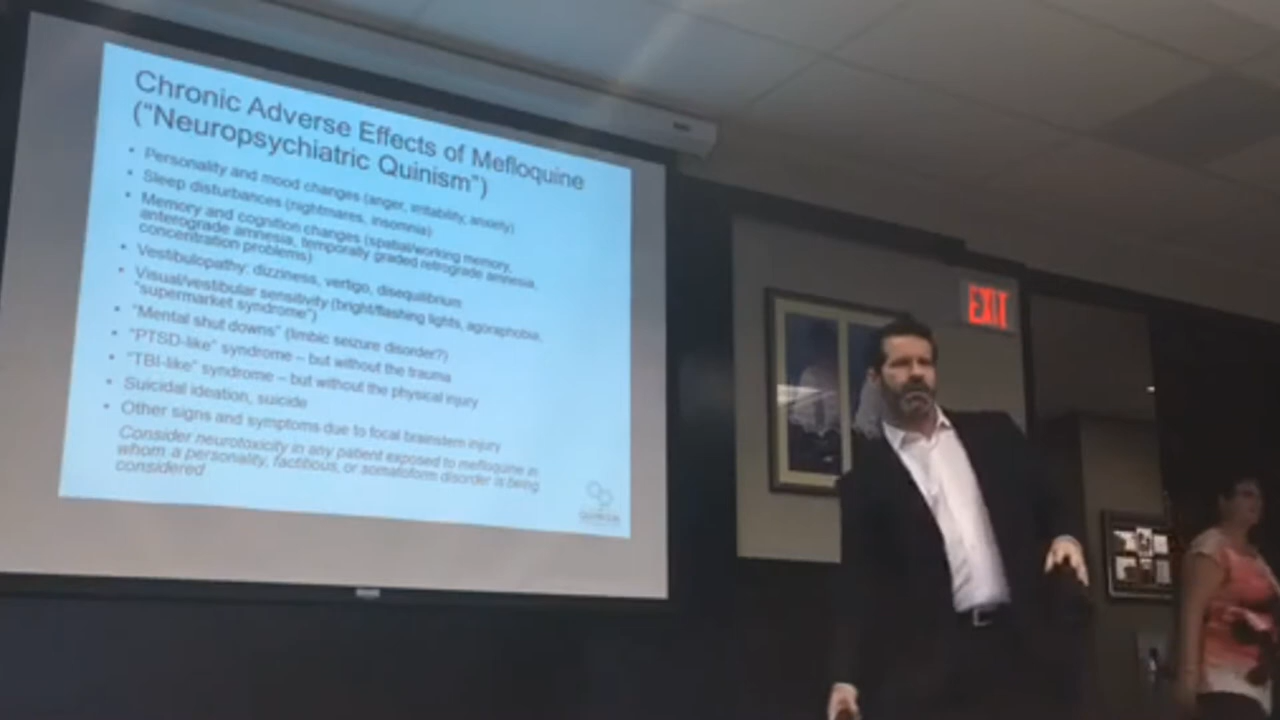 Chronic Adverse Effects of Mefloquine
("Neuropsychiatric Quinism")
• Personality and mood changes (anger, irritability, anxiety)
• Sleep disturbances (nightmares, insomnia)
• Memory and cognition changes (spatial/working memory,
anterograde amnesia, temporally graded retrograde amnesia,
concentration problems)
• Vestibulopathy: dizziness, vertigo, disequilibrium
• Visual/vestibular sensitivity (bright/flashing lights, agoraphobia,
"supermarket syndrome")
• "Mental shut downs" (limbic seizure disorder?)
• "PTSD-like" syndrome – but without the trauma
• "TBI-like" syndrome – but without the physical injury
• Suicidal ideation, suicide
• Other signs and symptoms due to focal brainstem injury
Consider neurotoxicity in any patient exposed to mefloquine in
whom a personality, factitious, or somatoform disorder is being
considered
EXIT